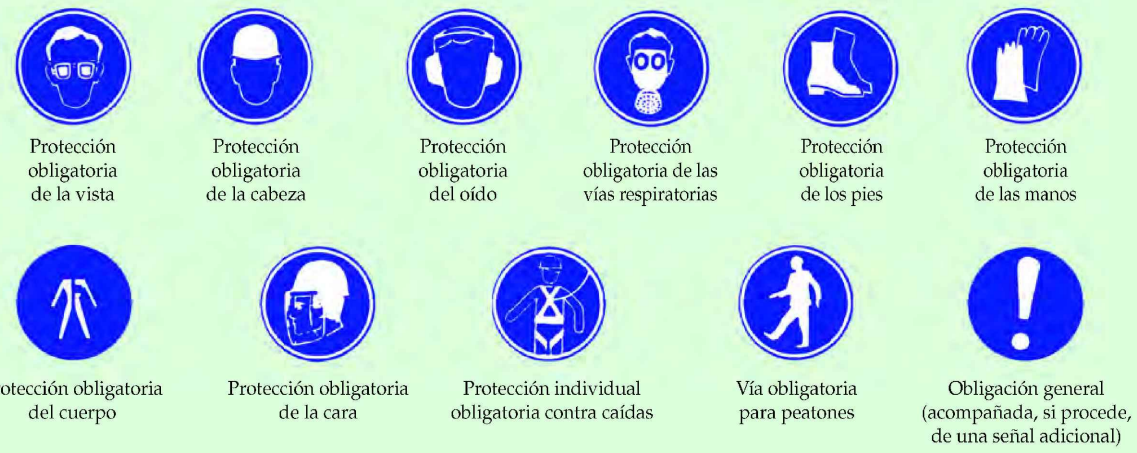 Protección
obligatoria
de la vista
Protección
obligatoria
de la cabeza
Protección
obligatoria
del oído
Protección
obligatoria de las
vías respiratorias
Protección
obligatoria
de los pies
Protección
obligatoria
de las manos
otección obligatoria
del cuerpo
Protección obligatoria
de la cara
Protección individual
obligatoria contra caídas
Vía obligatoria
para peatones
Obligación general
(acompañada, si procede,
de una señal adicional)